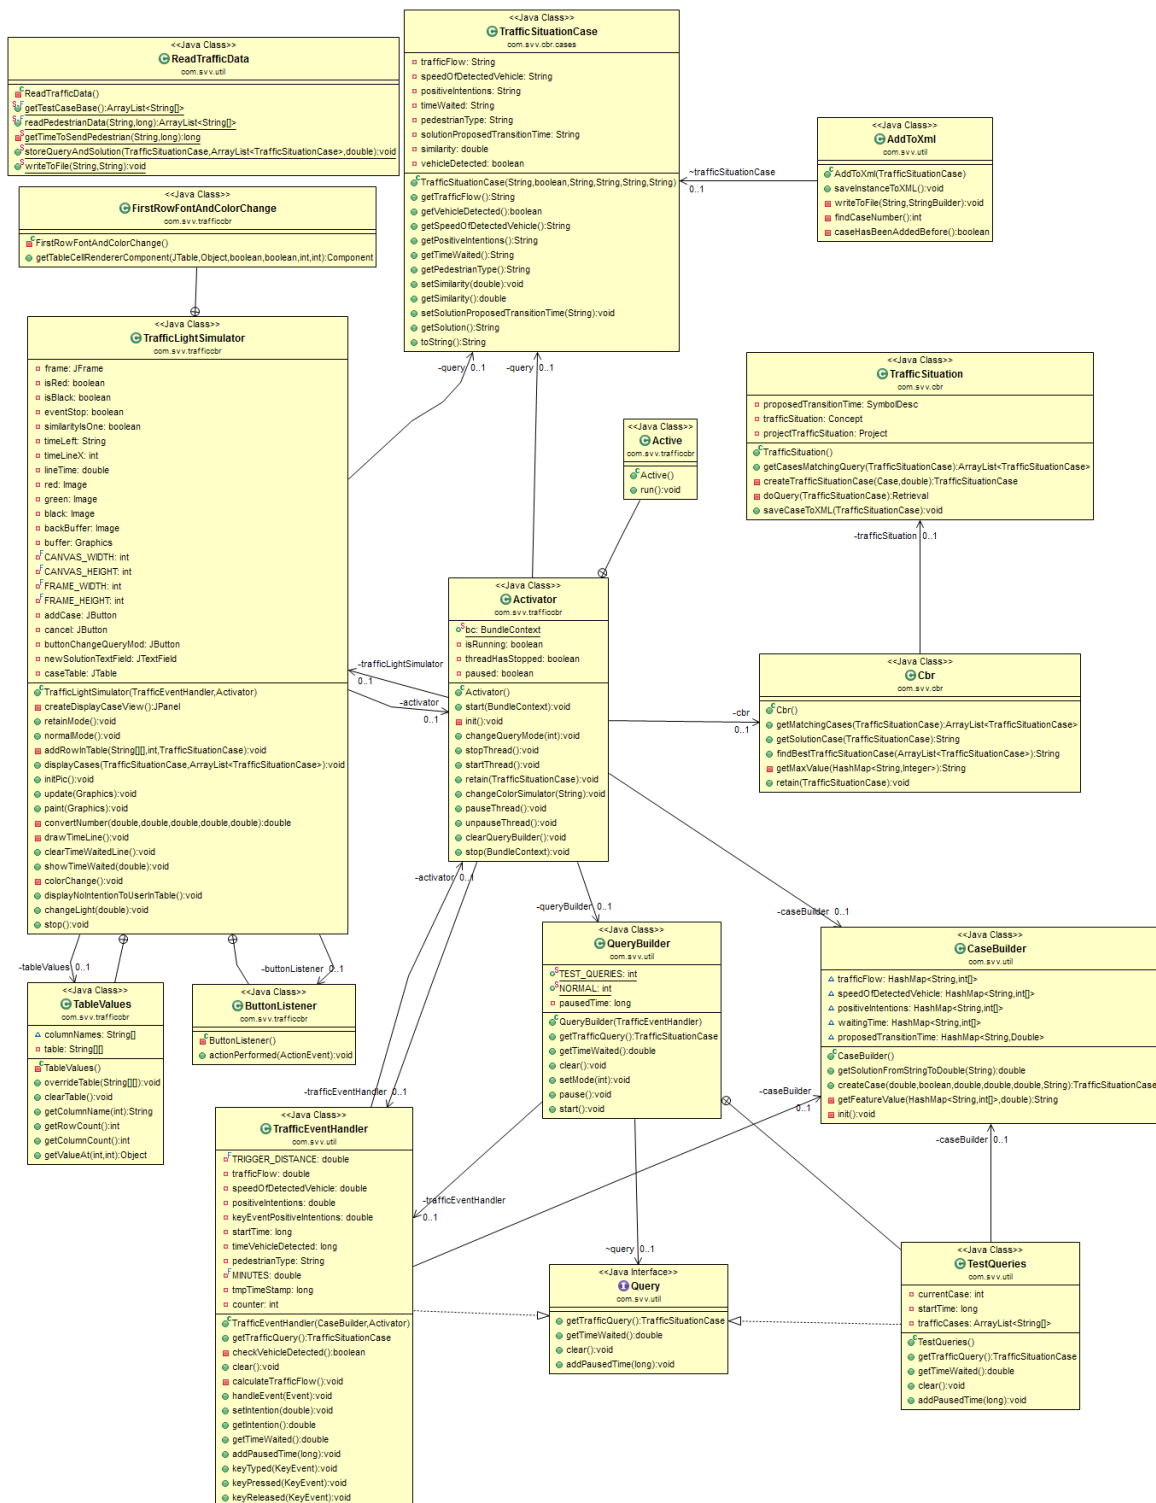 <<Java Class>>
ReadTrafficData
com.svv.util
ReadTrafficData()
getTestCaseBase():ArrayList<String[]>
readPedestrianData(String,long):ArrayList<String[]>
getTimeToSendPedestrian(String,long):long
storeQueryAndSolution(TrafficSituationCase,ArrayList<TrafficSituationCase>,double):void
writeToFile(String,String):void
<<Java Class>>
TrafficSituationCase
com.svv.cbr.cases
trafficFlow: String
speedOfDetectedVehicle: String
positiveIntentions: String
timeWaited: String
pedestrianType: String
solutionProposedTransitionTime: String
similarity: double
vehicleDetected: boolean
TrafficSituationCase(String,boolean,String,String,String,String)
getTrafficFlow():String
getVehicleDetected():boolean
getSpeedOfDetectedVehicle():String
getPositiveIntentions():String
getTimeWaited():String
getPedestrianType():String
setSimilarity(double):void
getSimilarity():double
setSolutionProposedTransitionTime(String):void
getSolution():String
toString():String
<<Java Class>>
AddToXml
com.svv.util
AddToXml(TrafficSituationCase)
saveInstanceToXML():void
writeToFile(String,StringBuilder):void
findCaseNumber():int
caseHasBeenAddedBefore():boolean
~trafficSituationCase
0..1
<<Java Class>>
FirstRowFontAndColorChange
com.svv.trafficcbr
FirstRowFontAndColorChange()
getTableCellRendererComponent(JTable,Object,boolean,boolean,int,int):Component
<<Java Class>>
TrafficLightSimulator
com.svv.trafficcbr
frame: JFrame
isRed: boolean
isBlack: boolean
eventStop: boolean
similarityIsOne: boolean
timeLeft: String
timeLineX: int
lineTime: double
red: Image
green: Image
black: Image
backBuffer: Image
buffer: Graphics
F CANVAS_WIDTH: int
F CANVAS_HEIGHT: int
F FRAME_WIDTH: int
F FRAME_HEIGHT: int
addCase: JButton
cancel: JButton
buttonChangeQueryMod: JButton
newSolutionTextField: JTextField
caseTable: JTable
TrafficLightSimulator(TrafficEventHandler,Activator)
createDisplayCaseView():JPanel
retainMode():void
normalMode():void
addRowInTable(String[][],int,TrafficSituationCase):void
displayCases(TrafficSituationCase,ArrayList<TrafficSituationCase>):void
initPic():void
update(Graphics):void
paint(Graphics):void
convertNumber(double,double,double,double,double):double
drawTimeLine():void
clearTimeWaitedLine():void
showTimeWaited(double):void
colorChange():void
displayNoIntentionToUserInTable():void
changeLight(double):void
stop():void
-query 0..1
-query 0..1
<<Java Class>>
Active
com.svv.trafficcbr
Active()
run():void
<<Java Class>>
TrafficSituation
com.svv.cbr
proposedTransitionTime: SymbolDesc
trafficSituation: Concept
projectTrafficSituation: Project
TrafficSituation()
getCasesMatchingQuery(TrafficSituationCase):ArrayList<TrafficSituationCase>
createTrafficSituationCase(Case,double):TrafficSituationCase
doQuery(TrafficSituationCase):Retrieval
saveCaseToXML(TrafficSituationCase):void
-trafficSituation 0..1
<<Java Class>>
Activator
com.svv.trafficcbr
S bc: BundleContext
isRunning: boolean
threadHasStopped: boolean
paused: boolean
Activator()
start(BundleContext):void
init():void
changeQueryMode(int):void
stopThread():void
startThread():void
retain(TrafficSituationCase):void
changeColorSimulator(String):void
pauseThread():void
unpauseThread():void
clearQueryBuilder():void
stop(BundleContext):void
-trafficLightSimulator
0..1
-activator
0..1
-cbr
0..1
<<Java Class>>
Cbr
com.svv.cbr
Cbr()
getMatchingCases(TrafficSituationCase):ArrayList<TrafficSituationCase>
getSolutionCase(TrafficSituationCase):String
findBestTrafficSituationCase(ArrayList<TrafficSituationCase>):String
getMaxValue(HashMap<String,Integer>):String
retain(TrafficSituationCase):void
-activator 0..1
-queryBuilder 0..1
-caseBuilder 0..1
-tableValues 0..1
-buttonListener 0..1
<<Java Class>>
TableValues
com.svv.trafficcbr
columnNames: String[]
table: String[][]
TableValues()
overrideTable(String[][]):void
clearTable():void
getColumnName(int):String
getRowCount():int
getColumnCount():int
getValueAt(int,int):Object
<<Java Class>>
ButtonListener
com.svv.trafficcbr
ButtonListener()
actionPerformed(ActionEvent):void
<<Java Class>>
QueryBuilder
com.svv.util
S TEST_QUERIES: int
S NORMAL: int
pausedTime: long
QueryBuilder(TrafficEventHandler)
getTrafficQuery():TrafficSituationCase
getTimeWaited():double
clear():void
setMode(int):void
pause():void
start():void
<<Java Class>>
CaseBuilder
com.svv.util
trafficFlow: HashMap<String,int[]>
speedOfDetectedVehicle: HashMap<String,int[]>
positiveIntentions: HashMap<String,int[]>
waitingTime: HashMap<String,int[]>
proposedTransitionTime: HashMap<String,Double>
CaseBuilder()
getSolutionFromStringToDouble(String):double
createCase(double,boolean,double,double,double,String):TrafficSituationCase
getFeatureValue(HashMap<String,int[]>,double):String
init():void
-trafficEventHandler 0..1
-caseBuilder
0..1
-caseBuilder 0..1
<<Java Class>>
TrafficEventHandler
com.svv.util
F TRIGGER_DISTANCE: double
trafficFlow: double
speedOfDetectedVehicle: double
positiveIntentions: double
keyEventPositiveIntentions: double
startTime: long
timeVehicleDetected: long
pedestrianType: String
F MINUTES: double
tmpTimeStamp: long
counter: int
TrafficEventHandler(CaseBuilder,Activator)
getTrafficQuery():TrafficSituationCase
checkVehicleDetected():boolean
clear():void
calculateTrafficFlow():void
handleEvent(Event):void
setIntention(double):void
getIntention():double
getTimeWaited():double
addPausedTime(long):void
keyTyped(KeyEvent):void
keyPressed(KeyEvent):void
keyReleased(KeyEvent):void
-trafficEventHandler
0..1
~query 0..1
<<Java Interface>>
Query
com.svv.util
getTrafficQuery():TrafficSituationCase
getTimeWaited():double
clear():void
addPausedTime(long):void
<<Java Class>>
TestQueries
com.svv.util
currentCase: int
startTime: long
trafficCases: ArrayList<String[]>
TestQueries()
getTrafficQuery():TrafficSituationCase
getTimeWaited():double
clear():void
addPausedTime(long):void